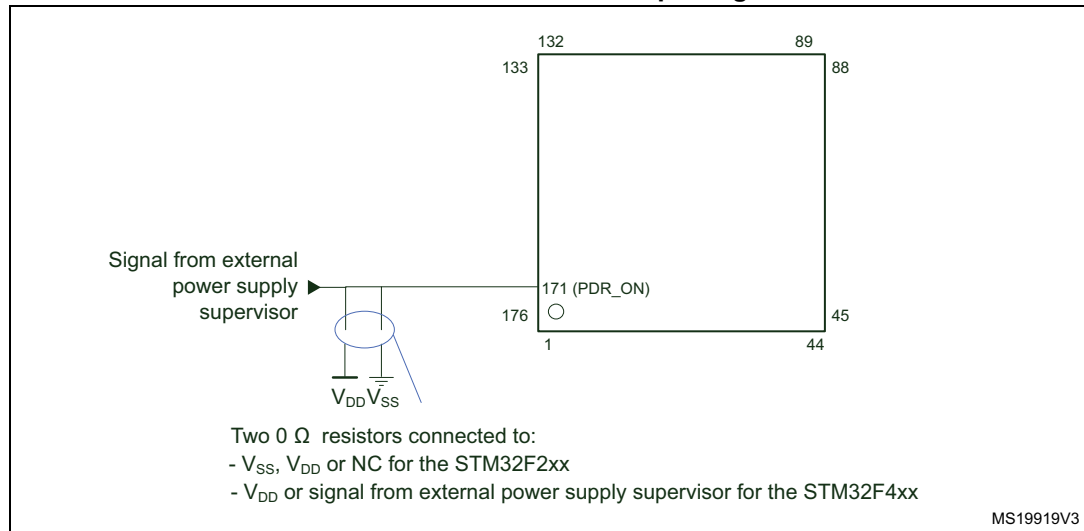 132
89
133
88
Signal from external
power supply
supervisor
171 (PDR_ON)
176
45
1
44
VDD VSS
Two 0 Ω resistors connected to:
- VSS, VDD or NC for the STM32F2xx
- VDD or signal from external power supply supervisor for the STM32F4xx
MS19919V3